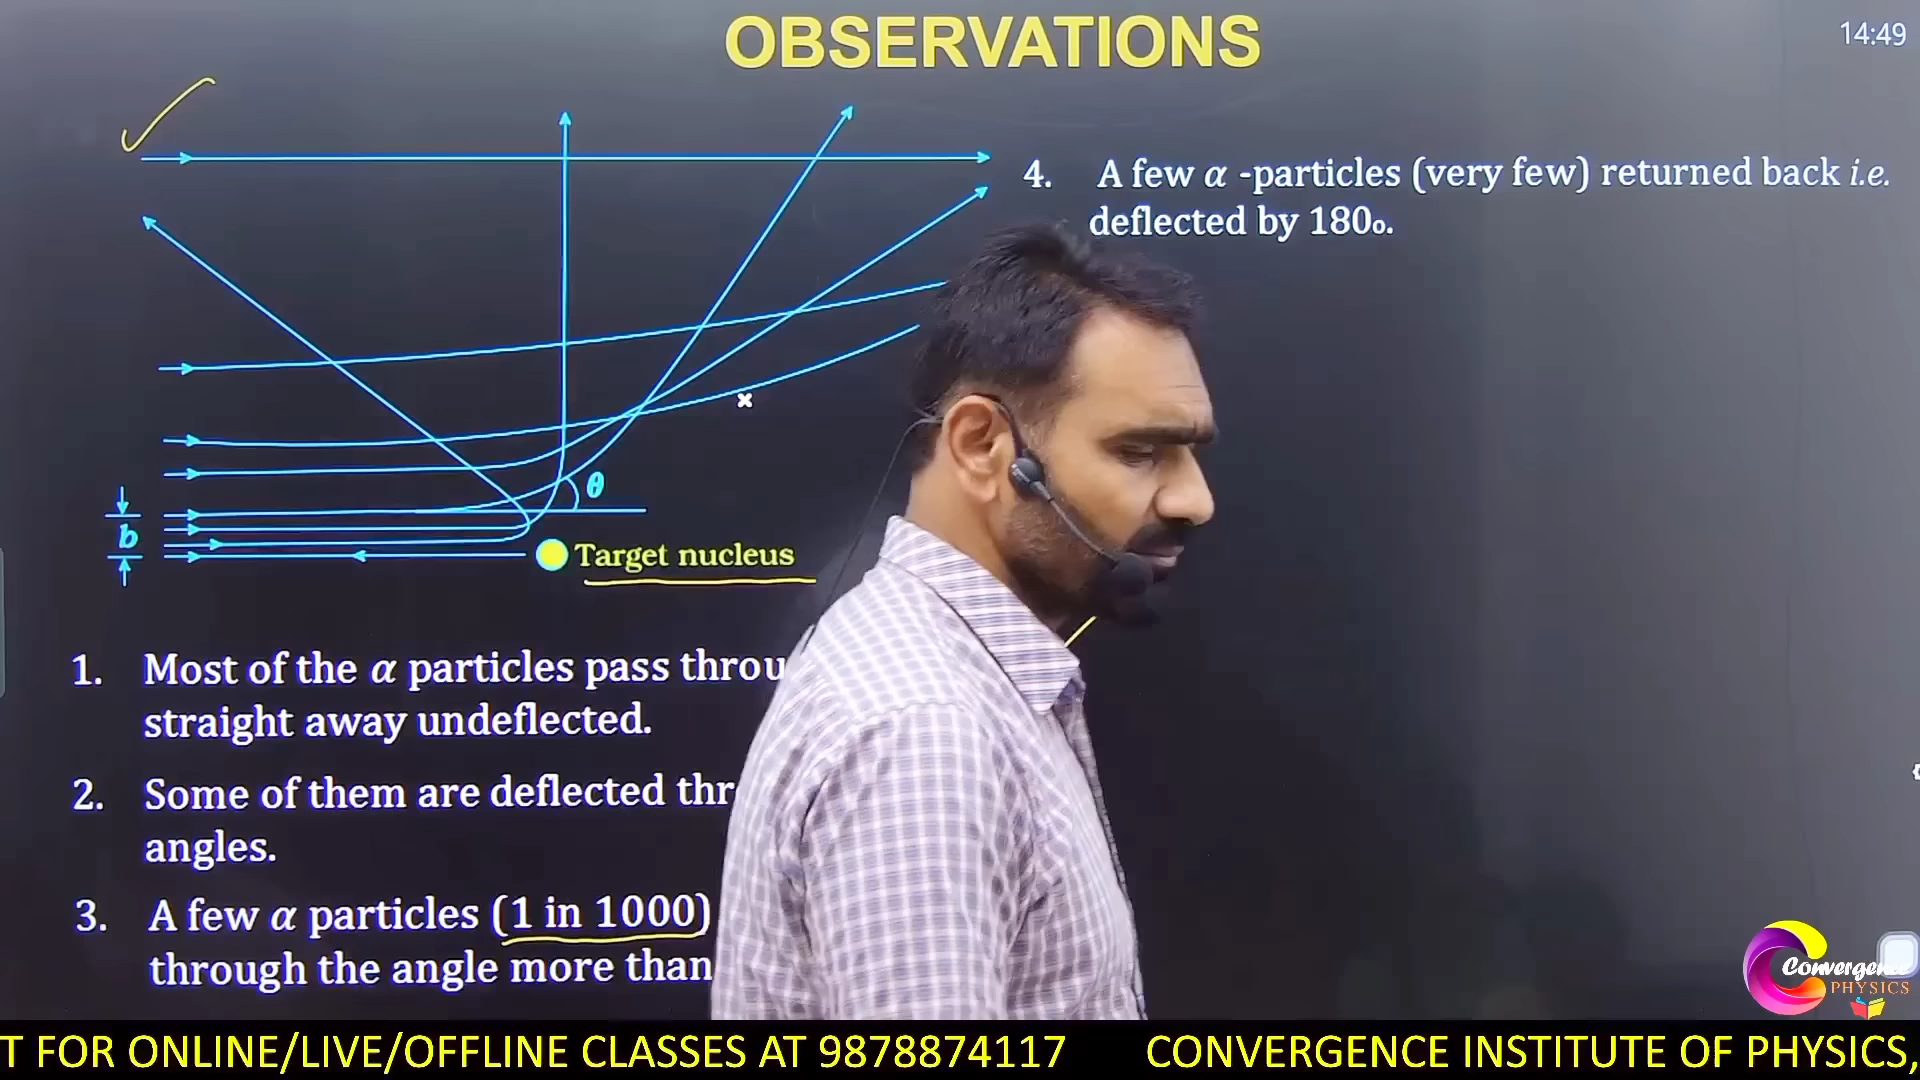 OBSERVATIONS
14:49
4. A few α -particles (very few) returned back i.e.
deflected by 180o.
θ
b
Target nucleus
1. Most of the α particles pass
straight away undeflected.
2. Some of them are deflected
angles.
3. A few α particles (1 in 1000)
through the angle more than
Convergence
PHYSICS
T FOR ONLINE/LIVE/OFFLINE CLASSES AT 9878874117 CONVERGENCE INSTITUTE OF PHYSICS,